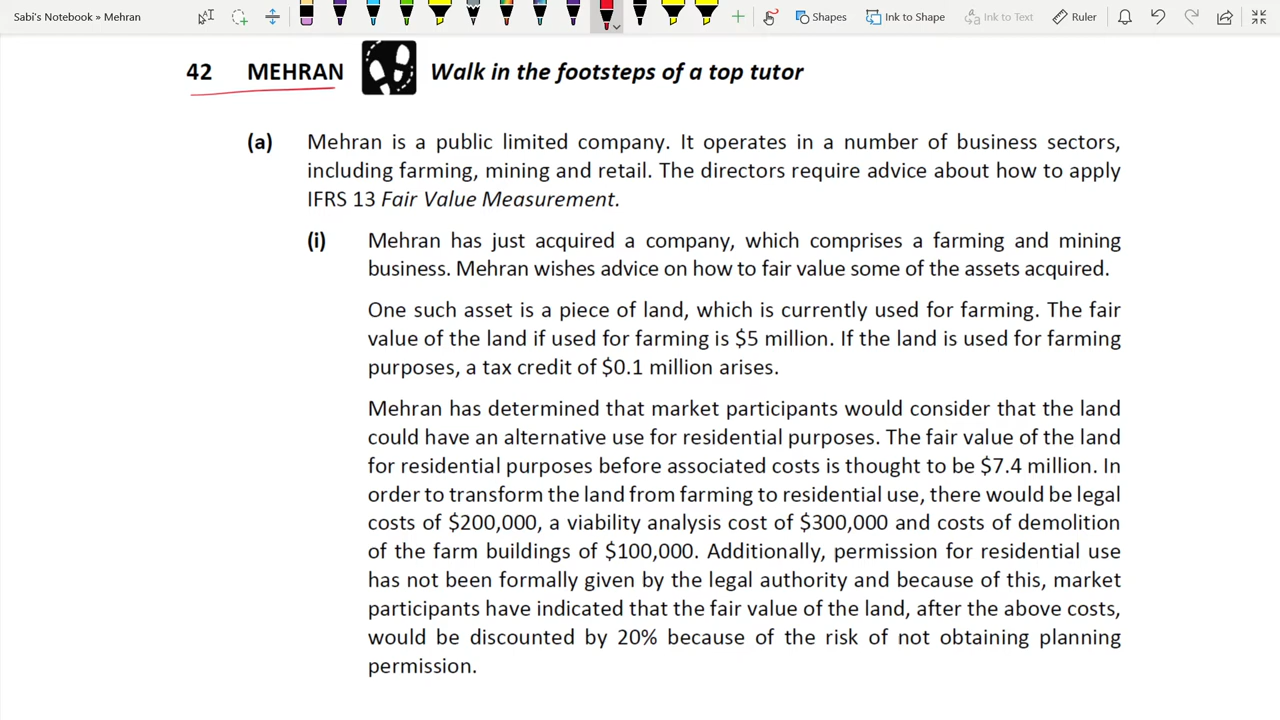 Sabi's Notebook » Mehran
Shapes
Ink to Shape
Ink to Text
Ruler
42 MEHRAN Walk in the footsteps of a top tutor
(a) Mehran is a public limited company. It operates in a number of business sectors,
including farming, mining and retail. The directors require advice about how to apply
IFRS 13 Fair Value Measurement.
(i) Mehran has just acquired a company, which comprises a farming and mining
business. Mehran wishes advice on how to fair value some of the assets acquired.
One such asset is a piece of land, which is currently used for farming. The fair
value of the land if used for farming is $5 million. If the land is used for farming
purposes, a tax credit of $0.1 million arises.
Mehran has determined that market participants would consider that the land
could have an alternative use for residential purposes. The fair value of the land
for residential purposes before associated costs is thought to be $7.4 million. In
order to transform the land from farming to residential use, there would be legal
costs of $200,000, a viability analysis cost of $300,000 and costs of demolition
of the farm buildings of $100,000. Additionally, permission for residential use
has not been formally given by the legal authority and because of this, market
participants have indicated that the fair value of the land, after the above costs,
would be discounted by 20% because of the risk of not obtaining planning
permission.